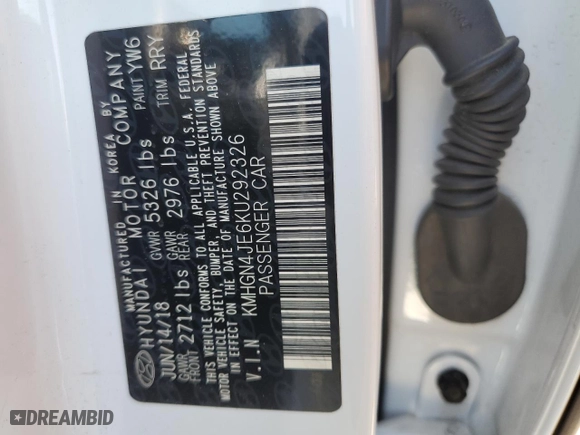 MANUFACTURED IN KOREA BY
HYUNDAI MOTOR COMPANY
JUN/14/18 GVWR 5326 lbs PAINT YW6
GAWR FRONT 2712 lbs GAWR REAR 2976 lbs TRIM RRY
THIS VEHICLE CONFORMS TO ALL APPLICABLE U.S.A. FEDERAL
MOTOR VEHICLE SAFETY, BUMPER, AND THEFT PREVENTION STANDARDS
IN EFFECT ON THE DATE OF MANUFACTURE SHOWN ABOVE
V.I.N KMHGN4JE6KU292326
PASSENGER CAR
DREAMBID